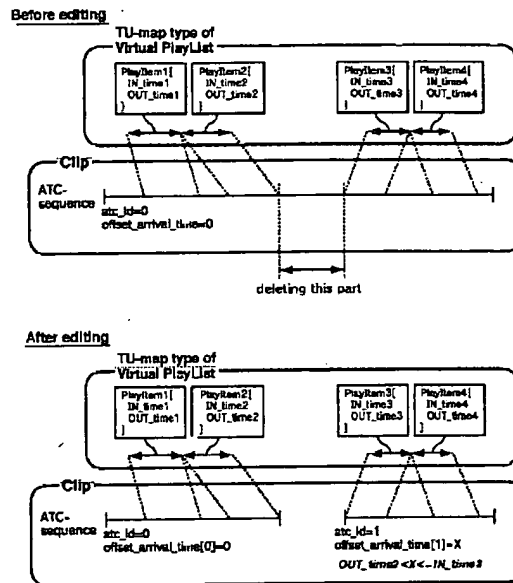 Before editing
TU-map type of
Virtual PlayList
PlayItem1{
IN_time1
OUT_time1
}
PlayItem2{
IN_time2
OUT_time2
}
PlayItem3{
IN_time3
OUT_time3
}
PlayItem4{
IN_time4
OUT_time4
}
Clip
ATC-
sequence
atc_id=0
offset_arrival_time=0
deleting this part
After editing
TU-map type of
Virtual PlayList
PlayItem1{
IN_time1
OUT_time1
}
PlayItem2{
IN_time2
OUT_time2
}
PlayItem3{
IN_time3
OUT_time3
}
PlayItem4{
IN_time4
OUT_time4
}
Clip
ATC-
sequence
atc_id=0
offset_arrival_time[0]=0
atc_id=1
offset_arrival_time[1]=X
OUT_time2<X<=IN_time3